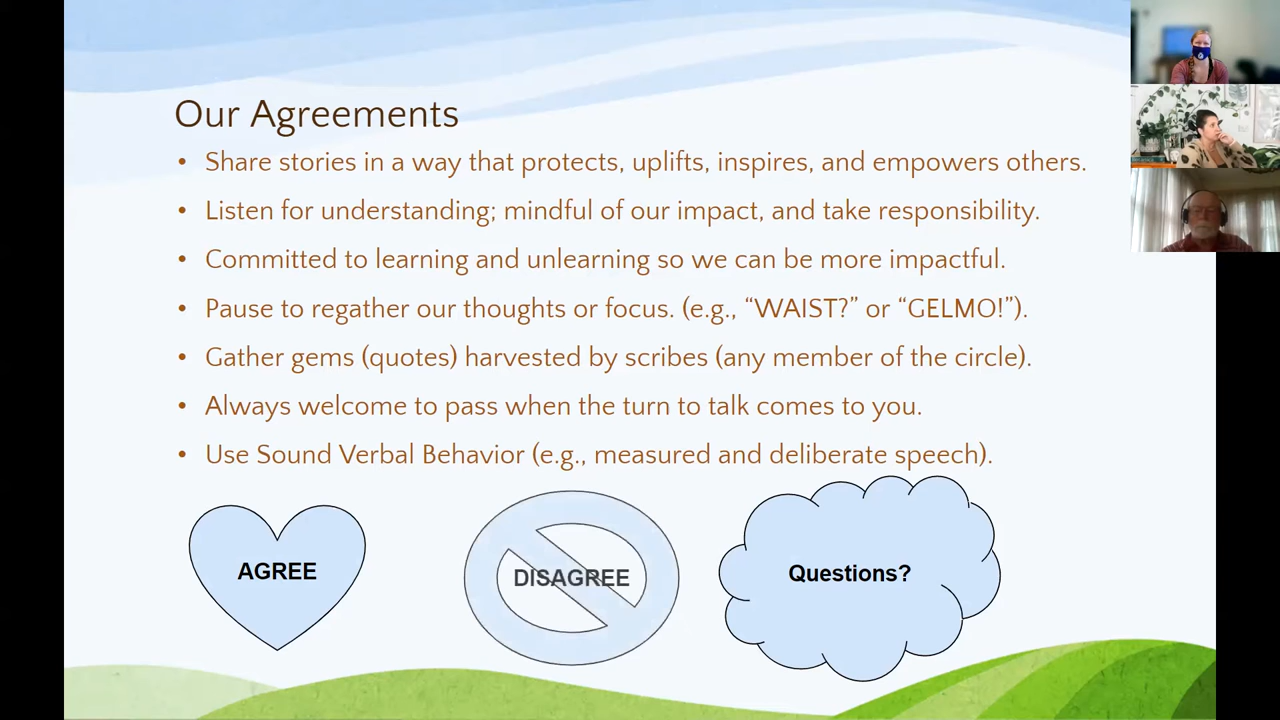 Our Agreements
• Share stories in a way that protects, uplifts, inspires, and empowers others.
• Listen for understanding; mindful of our impact, and take responsibility.
• Committed to learning and unlearning so we can be more impactful.
• Pause to regather our thoughts or focus. (e.g., “WAIST?” or “GELMO!”).
• Gather gems (quotes) harvested by scribes (any member of the circle).
• Always welcome to pass when the turn to talk comes to you.
• Use Sound Verbal Behavior (e.g., measured and deliberate speech).
AGREE
DISAGREE
Questions?